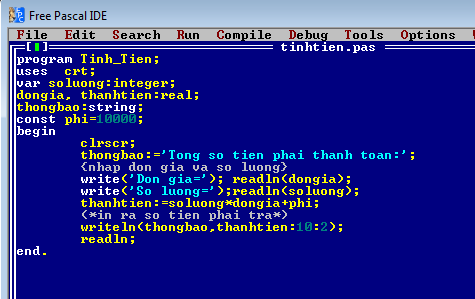 Free Pascal IDE
File Edit Search Run Compile Debug Tools Options
[■] tinhtien.pas
program Tinh_Tien;
uses crt;
var soluong:integer;
dongia, thanhtien:real;
thongbao:string;
const phi=10000;
begin
clrscr;
thongbao:='Tong so tien phai thanh toan:';
{nhap don gia va so luong}
write('Don gia='); readln(dongia);
write('So luong=');readln(soluong);
thanhtien:=soluong*dongia+phi;
(*in ra so tien phai tra*)
writeln(thongbao,thanhtien:10:2);
readln;
end.